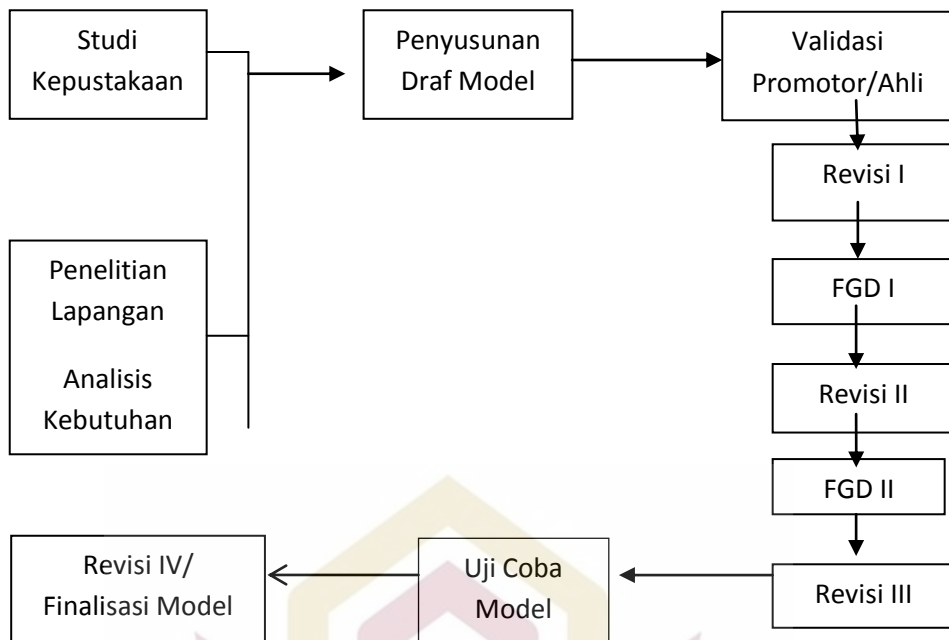 Studi
Kepustakaan
Penyusunan
Draf Model
Validasi
Promotor/Ahli
Revisi I
Penelitian
Lapangan
Analisis
Kebutuhan
FGD I
Revisi II
FGD II
Revisi III
Uji Coba
Model
Revisi IV/
Finalisasi Model